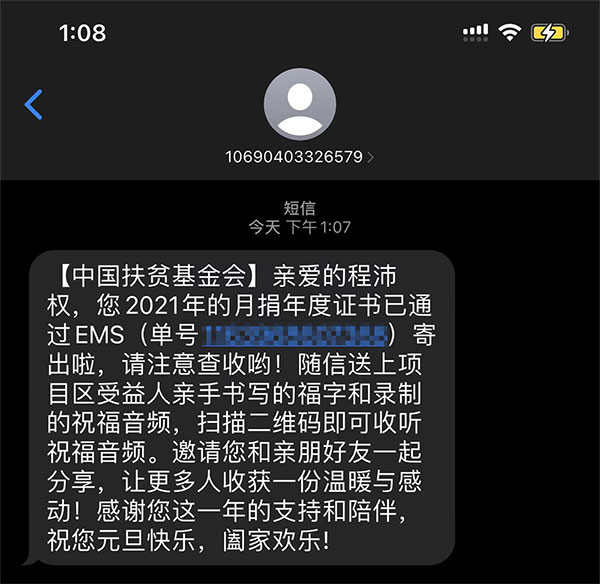 1:08
10690403326579
短信
今天 下午1:07
【中国扶贫基金会】亲爱的程沛
权，您 2021年的月捐年度证书已通
过 EMS（单号
）寄
出啦，请注意查收哟！随信送上项
目区受益人亲手书写的福字和录制
的祝福音频，扫描二维码即可收听
祝福音频。邀请您和亲朋好友一起
分享，让更多人收获一份温暖与感
动！感谢您这一年的支持和陪伴，
祝您元旦快乐，阖家欢乐！